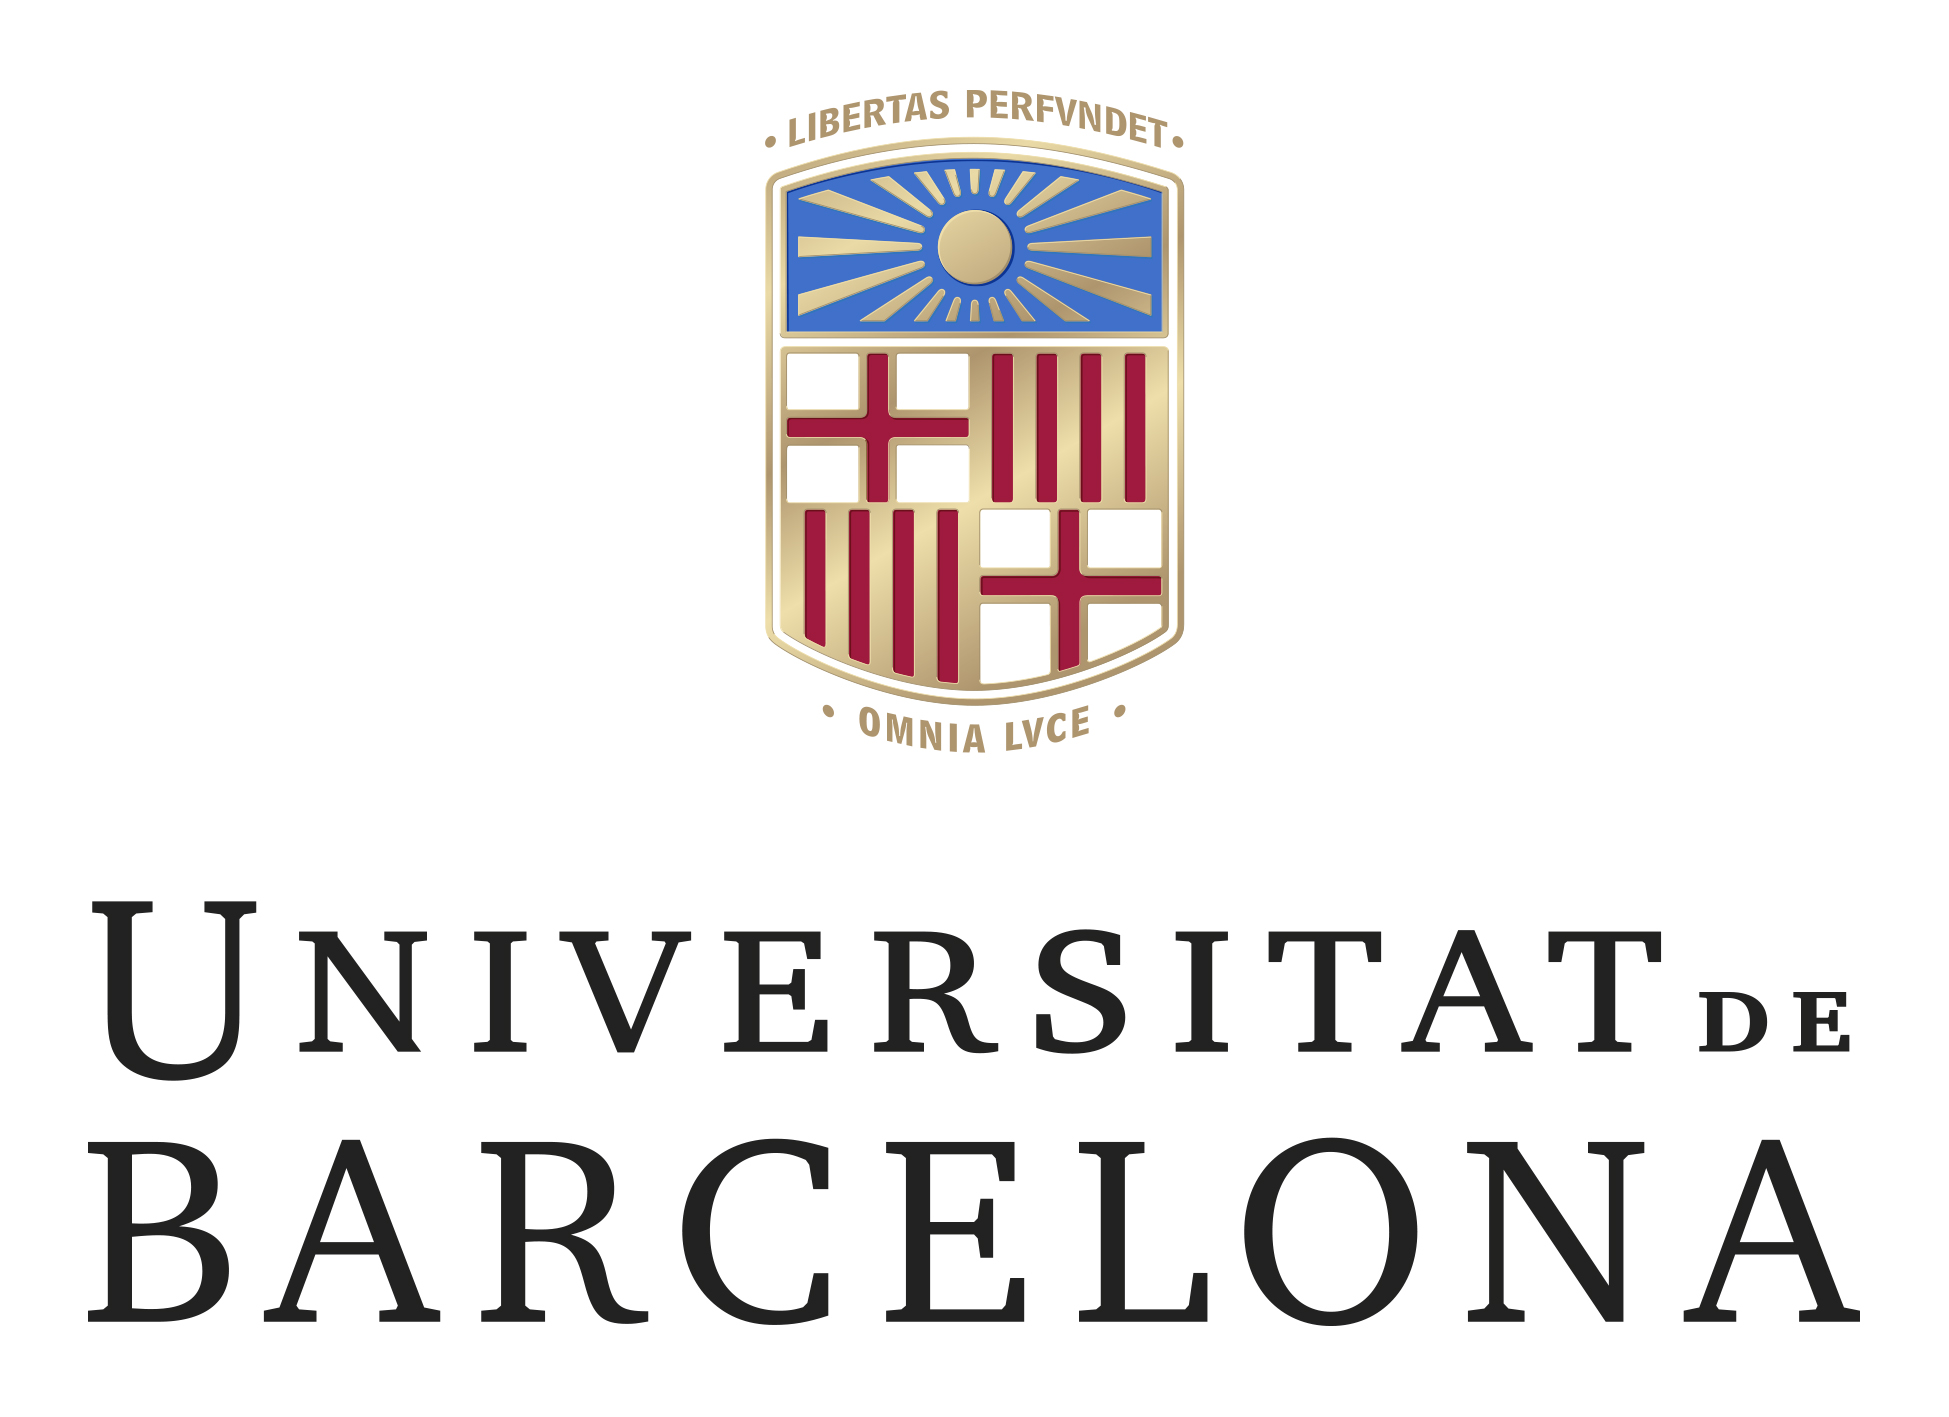 • LIBERTAS PERFVNDET •
• OMNIA LVCE •
UNIVERSITAT DE
BARCELONA